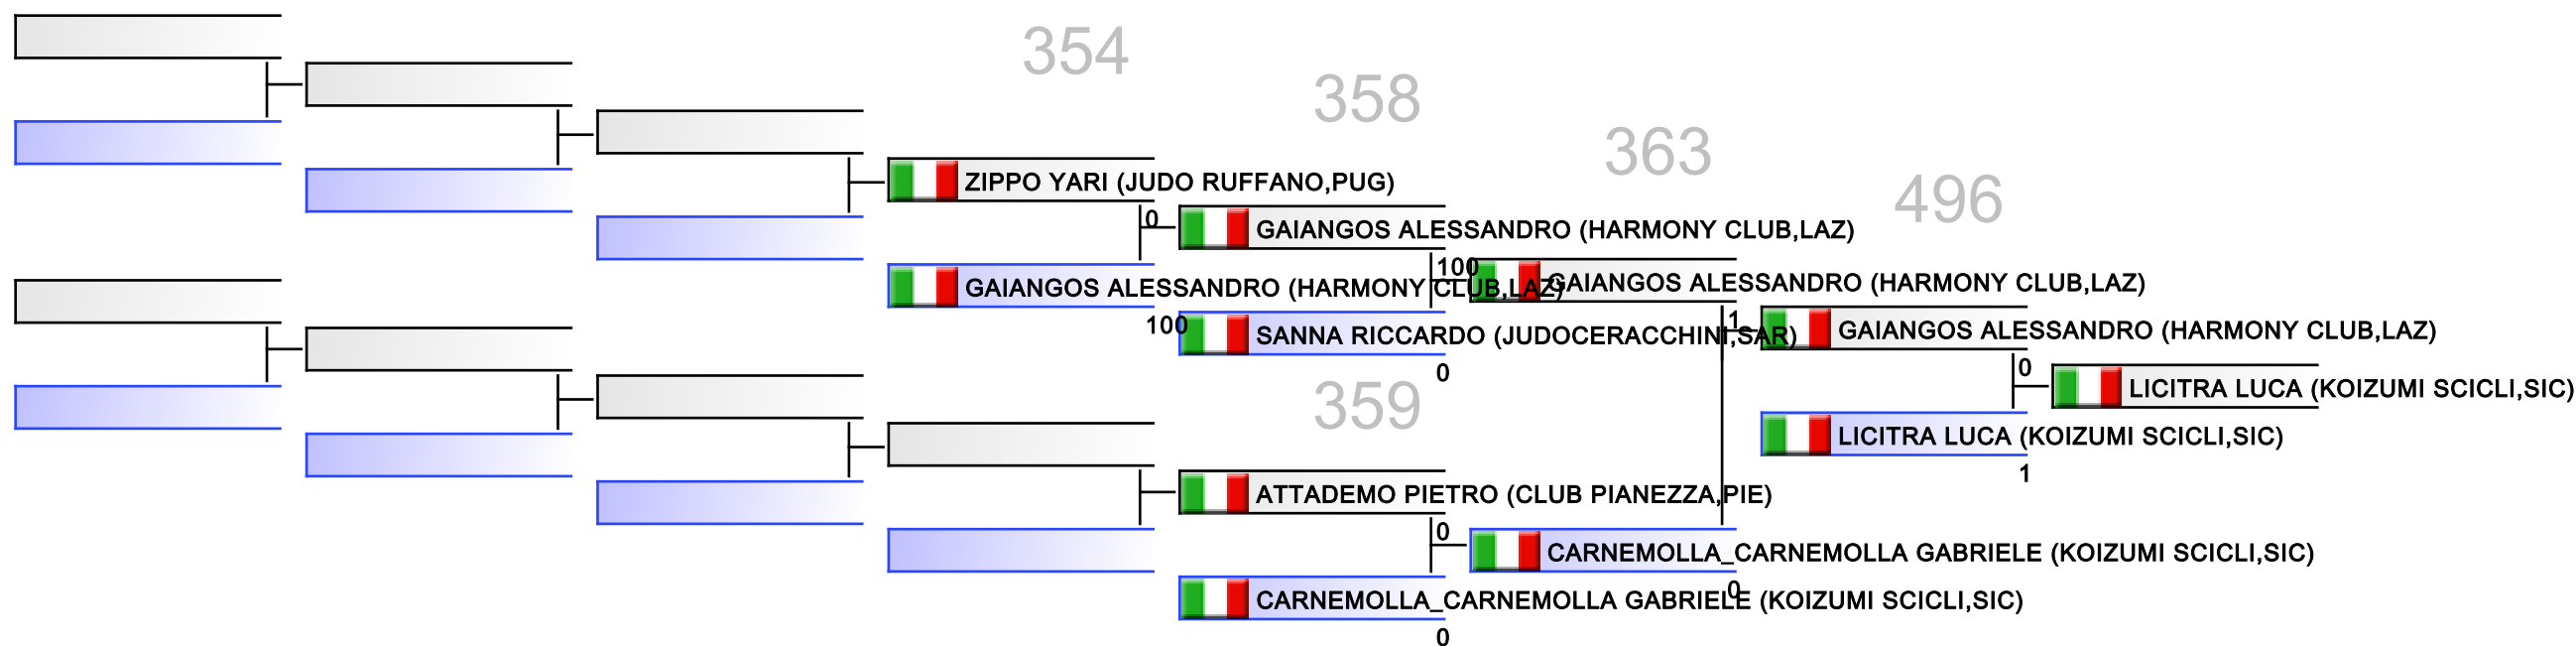 354
358
363
496
ZIPPO YARI (JUDO RUFFANO,PUG)
0
GAIANGOS ALESSANDRO (HARMONY CLUB,LAZ)
100
GAIANGOS ALESSANDRO (HARMONY CLUB,LAZ)
GAIANGOS ALESSANDRO (HARMONY CLUB,LAZ)
100
1
SANNA RICCARDO (JUDOCERACCHINI,SAR)
GAIANGOS ALESSANDRO (HARMONY CLUB,LAZ)
0
0
LICITRA LUCA (KOIZUMI SCICLI,SIC)
359
LICITRA LUCA (KOIZUMI SCICLI,SIC)
1
ATTADEMO PIETRO (CLUB PIANEZZA,PIE)
0
CARNEMOLLA_CARNEMOLLA GABRIELE (KOIZUMI SCICLI,SIC)
0
CARNEMOLLA_CARNEMOLLA GABRIELE (KOIZUMI SCICLI,SIC)
0